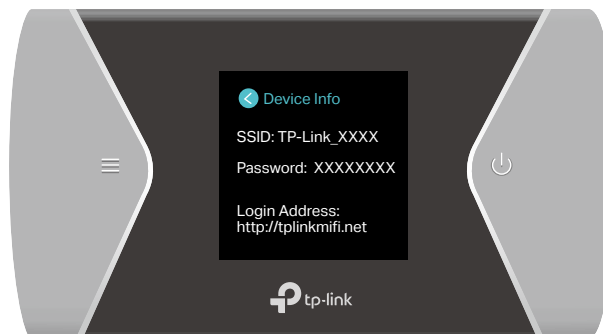 Device Info
SSID: TP-Link_XXXX
Password: XXXXXXXX
Login Address:
http://tplinkmifi.net
tp-link